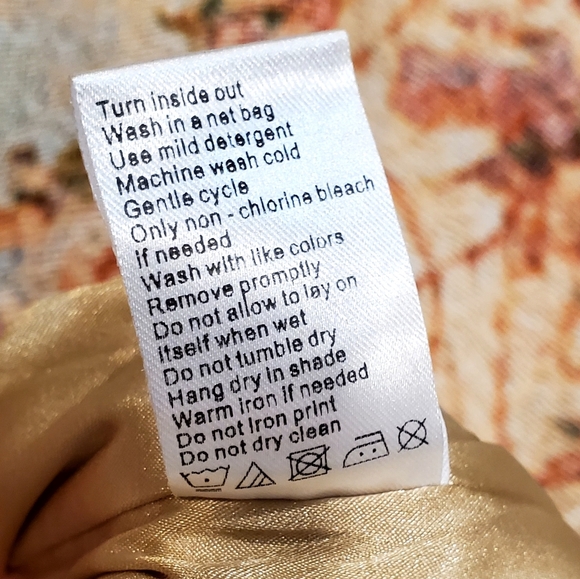 Turn inside out
Wash in a net bag
Use mild detergent
Machine wash cold
Gentle cycle
Only non - chlorine bleach
if needed
Wash with like colors
Remove promptly
Do not allow to lay on
itself when wet
Do not tumble dry
Hang dry in shade
Warm iron if needed
Do not iron print
Do not dry clean